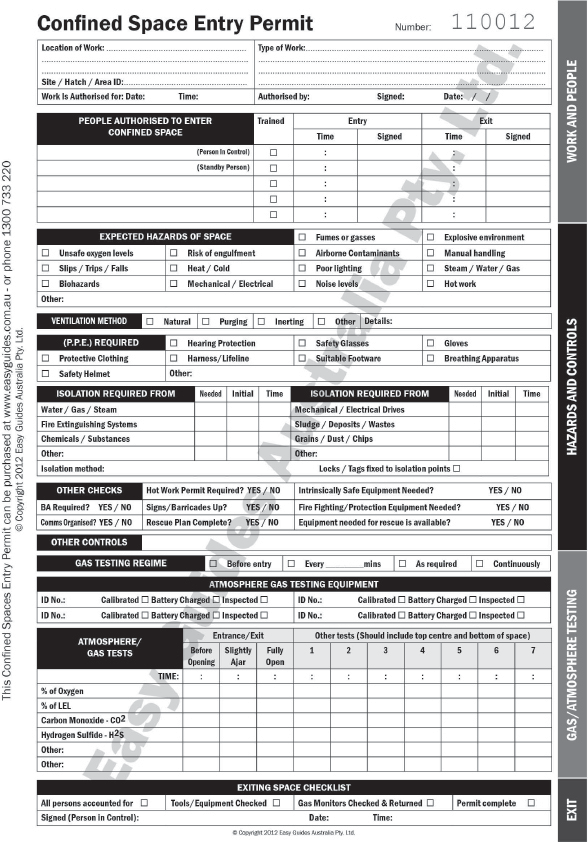 Confined Space Entry Permit
Number: 110012
Location of Work:
Type of Work:
Site / Hatch / Area ID:
Work Is Authorised for: Date: Time: Authorised by: Signed: Date: / /
PEOPLE AUTHORISED TO ENTER CONFINED SPACE
Trained
Entry
Exit
Time Signed Time Signed
(Person In Control) ☐ : :
(Standby Person) ☐ : :
☐ : :
☐ : :
☐ : :
EXPECTED HAZARDS OF SPACE ☐ Fumes or gasses ☐ Explosive environment
☐ Unsafe oxygen levels ☐ Risk of engulfment ☐ Airborne Contaminants ☐ Manual handling
☐ Slips / Trips / Falls ☐ Heat / Cold ☐ Poor lighting ☐ Steam / Water / Gas
☐ Biohazards ☐ Mechanical / Electrical ☐ Noise levels ☐ Hot work
Other:
VENTILATION METHOD ☐ Natural ☐ Purging ☐ Inerting ☐ Other Details:
(P.P.E.) REQUIRED ☐ Hearing Protection ☐ Safety Glasses ☐ Gloves
☐ Protective Clothing ☐ Harness/Lifeline ☐ Suitable Footware ☐ Breathing Apparatus
☐ Safety Helmet Other:
ISOLATION REQUIRED FROM Needed Initial Time ISOLATION REQUIRED FROM Needed Initial Time
Water / Gas / Steam Mechanical / Electrical Drives
Fire Extinguishing Systems Sludge / Deposits / Wastes
Chemicals / Substances Grains / Dust / Chips
Other: Other:
Isolation method: Locks / Tags fixed to isolation points ☐
OTHER CHECKS Hot Work Permit Required? YES / NO Intrinsically Safe Equipment Needed? YES / NO
BA Required? YES / NO Signs/Barricades Up? YES / NO Fire Fighting/Protection Equipment Needed? YES / NO
Comms Organised? YES / NO Rescue Plan Complete? YES / NO Equipment needed for rescue is available? YES / NO
OTHER CONTROLS
GAS TESTING REGIME ☐ Before entry ☐ Every ________mins ☐ As required ☐ Continuously
ATMOSPHERE GAS TESTING EQUIPMENT
ID No.: Calibrated ☐ Battery Charged ☐ Inspected ☐ ID No.: Calibrated ☐ Battery Charged ☐ Inspected ☐
ID No.: Calibrated ☐ Battery Charged ☐ Inspected ☐ ID No.: Calibrated ☐ Battery Charged ☐ Inspected ☐
ATMOSPHERE/ GAS TESTS
Entrance/Exit Other tests (Should include top centre and bottom of space)
Before Opening Slightly Ajar Fully Open 1 2 3 4 5 6 7
TIME: : : : : : : : : : :
% of Oxygen
% of LEL
Carbon Monoxide - CO2
Hydrogen Sulfide - H2S
Other:
Other:
EXITING SPACE CHECKLIST
All persons accounted for ☐ Tools/Equipment Checked ☐ Gas Monitors Checked & Returned ☐ Permit complete ☐
Signed (Person in Control): Date: Time:
© Copyright 2012 Easy Guides Australia Pty. Ltd.
WORK AND PEOPLE
HAZARDS AND CONTROLS
GAS/ATMOSPHERE TESTING
EXIT
This Confined Spaces Entry Permit can be purchased at www.easyguides.com.au - or phone 1300 733 220
© Copyright 2012 Easy Guides Australia Pty. Ltd.
Easy Guides Australia Pty. Ltd.